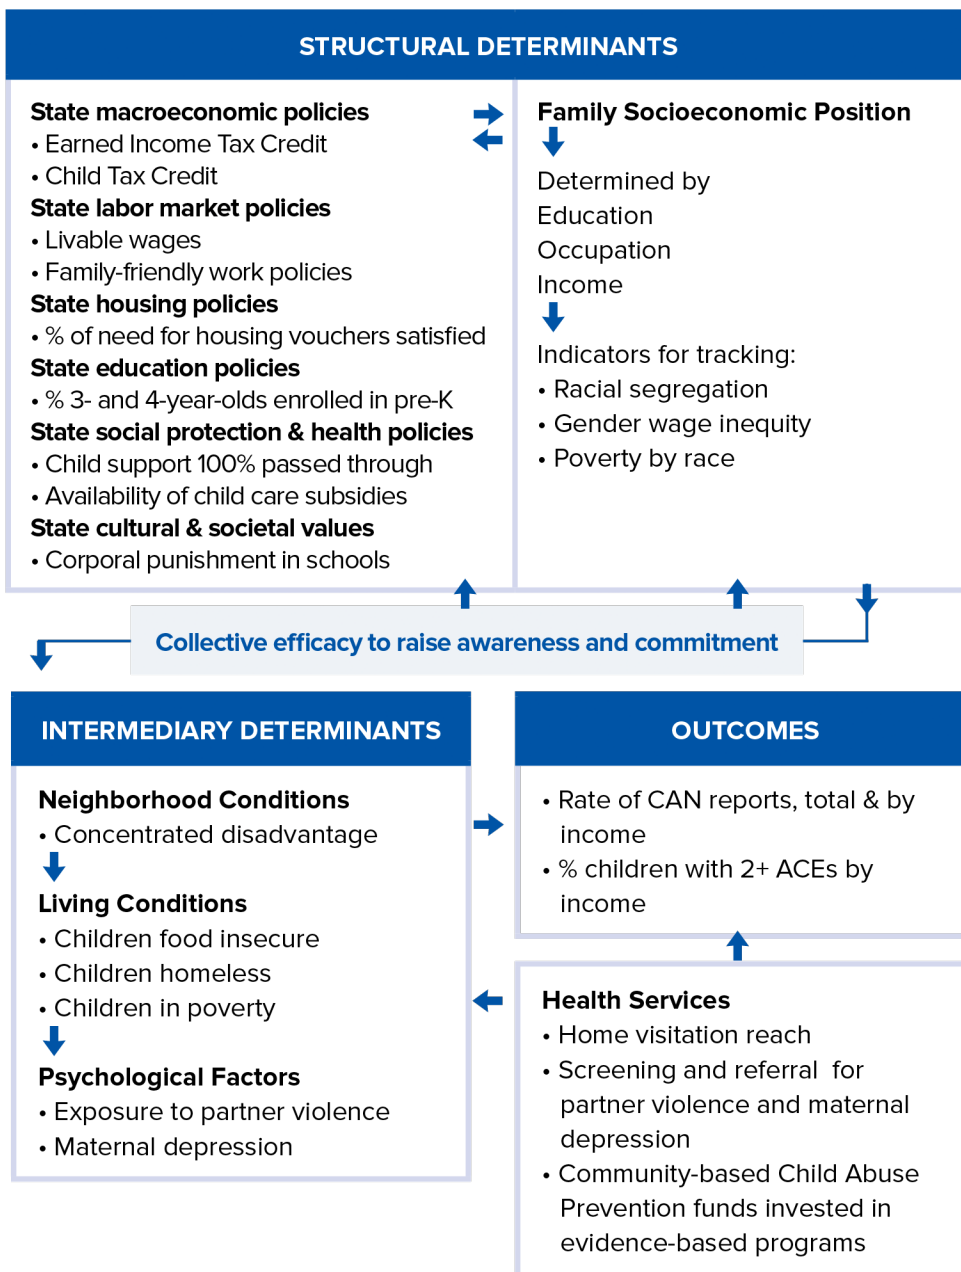 STRUCTURAL DETERMINANTS
State macroeconomic policies
• Earned Income Tax Credit
• Child Tax Credit
State labor market policies
• Livable wages
• Family-friendly work policies
State housing policies
• % of need for housing vouchers satisfied
State education policies
• % 3- and 4-year-olds enrolled in pre-K
State social protection & health policies
• Child support 100% passed through
• Availability of child care subsidies
State cultural & societal values
• Corporal punishment in schools
Family Socioeconomic Position
Determined by
Education
Occupation
Income
Indicators for tracking:
• Racial segregation
• Gender wage inequity
• Poverty by race
Collective efficacy to raise awareness and commitment
INTERMEDIARY DETERMINANTS
Neighborhood Conditions
• Concentrated disadvantage
Living Conditions
• Children food insecure
• Children homeless
• Children in poverty
Psychological Factors
• Exposure to partner violence
• Maternal depression
OUTCOMES
• Rate of CAN reports, total & by
income
• % children with 2+ ACEs by
income
Health Services
• Home visitation reach
• Screening and referral for
partner violence and maternal
depression
• Community-based Child Abuse
Prevention funds invested in
evidence-based programs